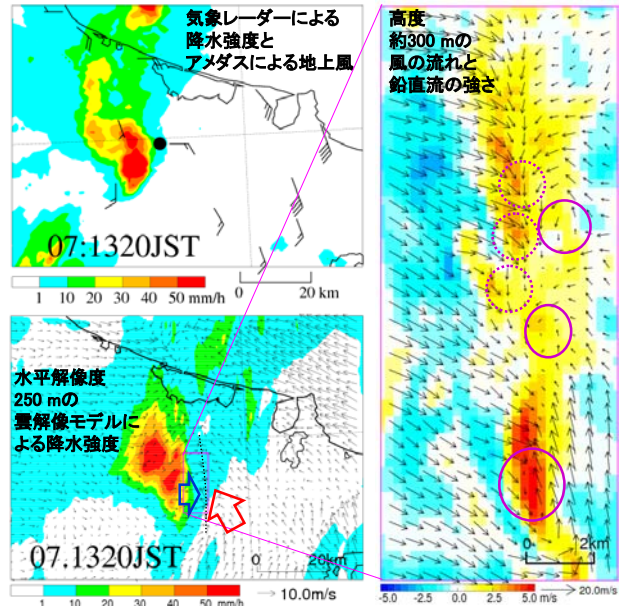 気象レーダーによる
降水強度と
アメダスによる地上風
07:1320JST
1 10 20 30 40 50 mm/h
0 20 km
水平解像度
250 mの
雲解像モデルに
よる降水強度
07.1320JST
0 20km
1 10 20 30 40 50 mm/h
10.0m/s
高度
約300 mの
風の流れと
鉛直流の強さ
0 2km
-5.0 -2.5 0.0 2.5 5.0 m/s
20.0m/s